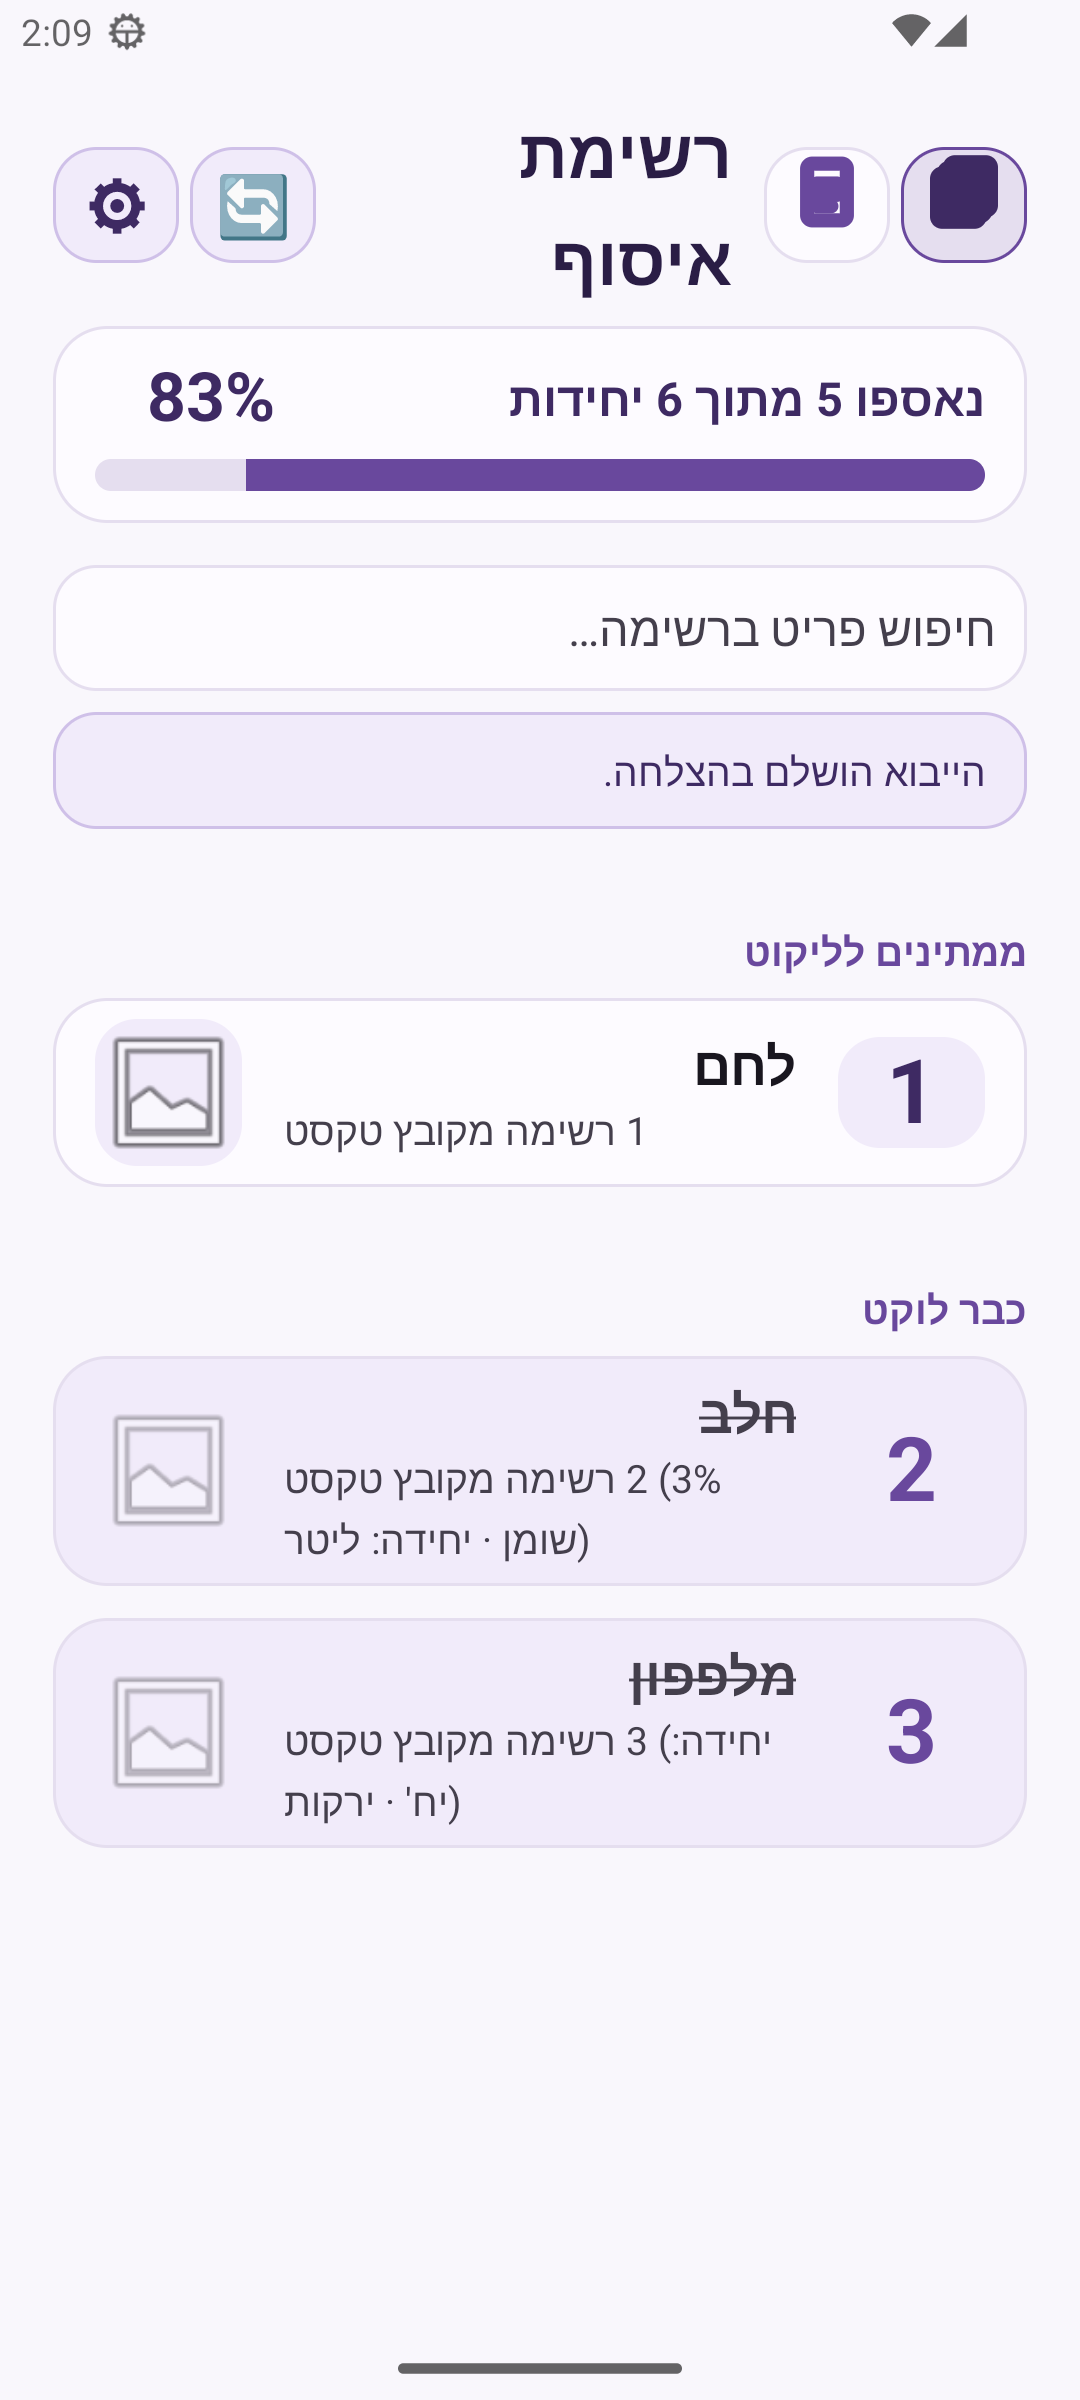 2:09
רשימת
איסוף
נאספו 5 מתוך 6 יחידות
83%
חיפוש פריט ברשימה...
הייבוא הושלם בהצלחה.
ממתינים לליקוט
1
לחם
1 רשימה מקובץ טקסט
כבר לוקט
2
חלב
רשימה מקובץ טקסט 2 (3%
שומן · יחידה: ליטר)
3
מלפפון
רשימה מקובץ טקסט 3 (יחידה:
יח' · ירקות)